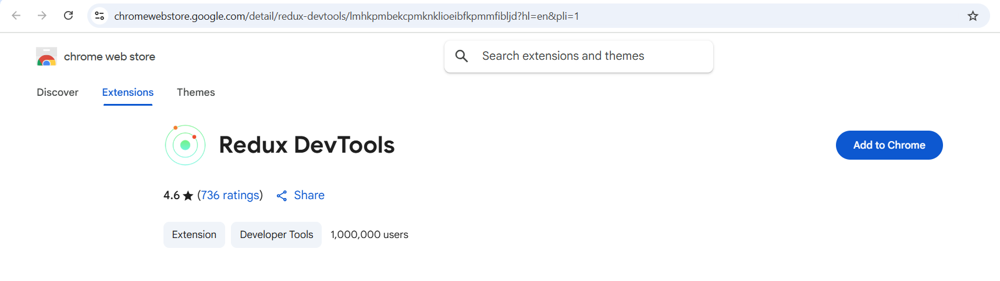 chromewebstore.google.com/detail/redux-devtools/lmhkpmbekcpmknklioeibfkpmmfibljd?hl=en&pli=1
chrome web store
Search extensions and themes
Discover Extensions Themes
Redux DevTools
Add to Chrome
4.6 ★ (736 ratings) Share
Extension Developer Tools 1,000,000 users